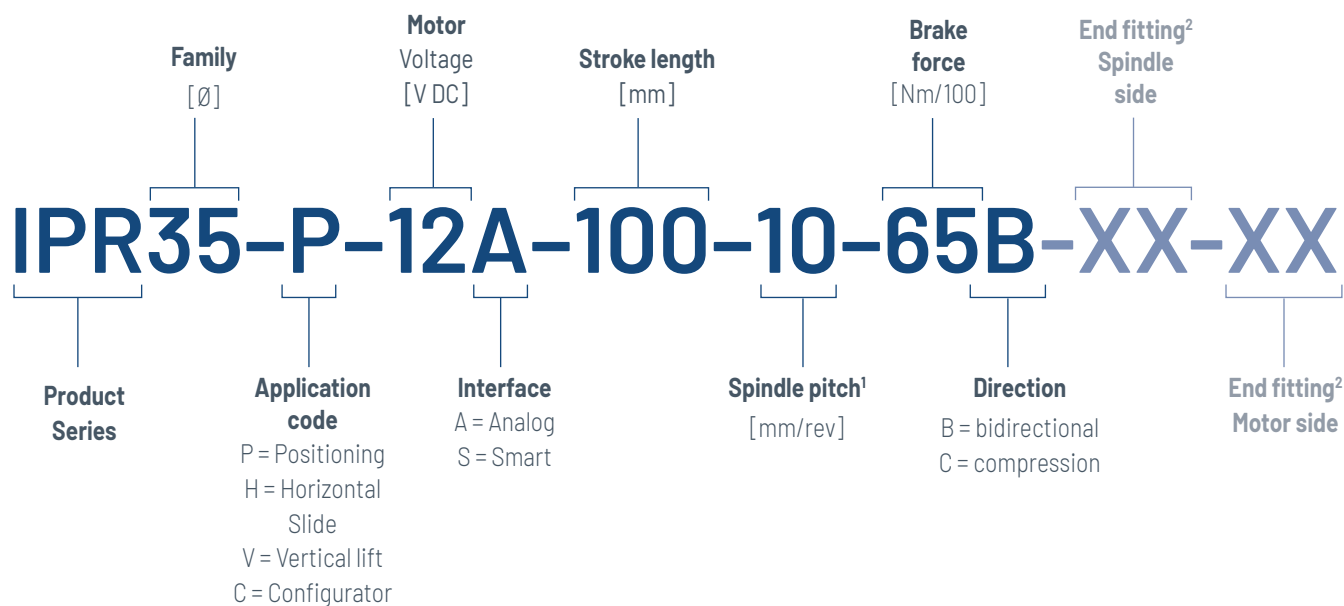 Family
[Ø]
Motor
Voltage
[V DC]
Stroke length
[mm]
Brake
force
[Nm/100]
End fitting²
Spindle
side
IPR35–P–12A–100–10–65B–XX–XX
Product
Series
Application
code
P = Positioning
H = Horizontal
Slide
V = Vertical lift
C = Configurator
Interface
A = Analog
S = Smart
Spindle pitch¹
[mm/rev]
Direction
B = bidirectional
C = compression
End fitting²
Motor side